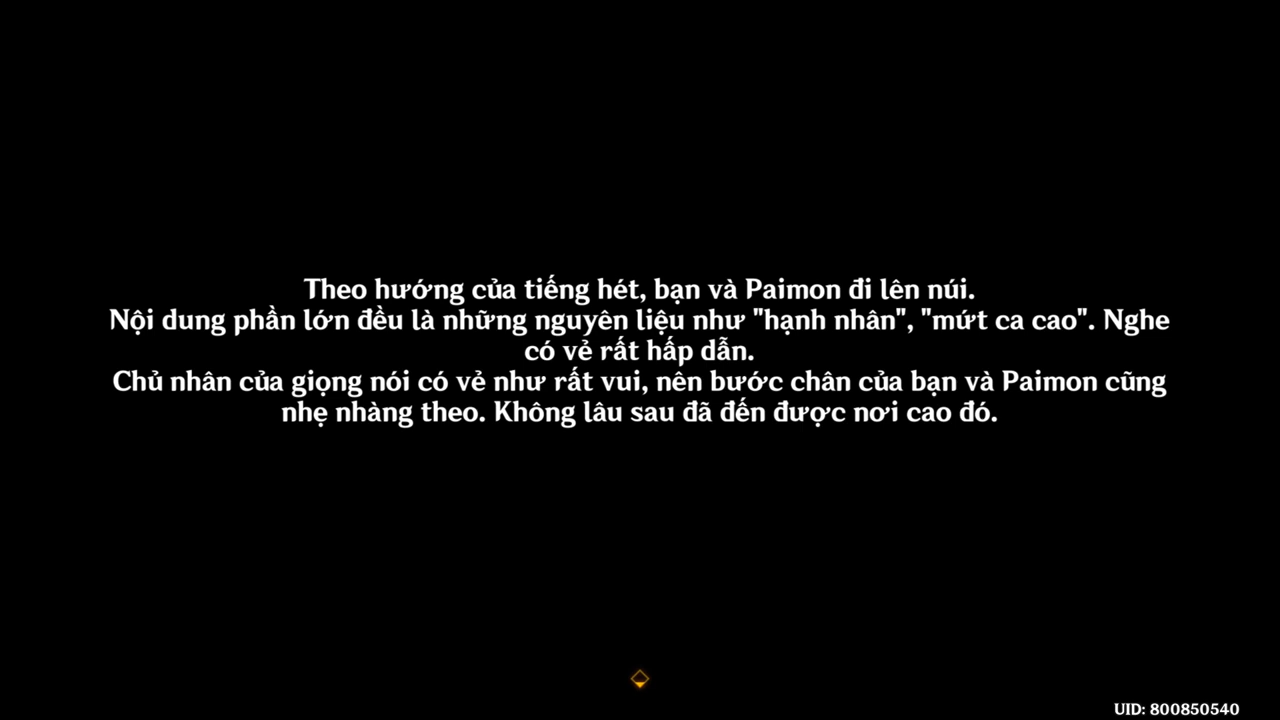 Theo hướng của tiếng hét, bạn và Paimon đi lên núi.
Nội dung phần lớn đều là những nguyên liệu như "hạnh nhân", "mứt ca cao". Nghe
có vẻ rất hấp dẫn.
Chủ nhân của giọng nói có vẻ như rất vui, nên bước chân của bạn và Paimon cũng
nhẹ nhàng theo. Không lâu sau đã đến được nơi cao đó.
UID: 800850540